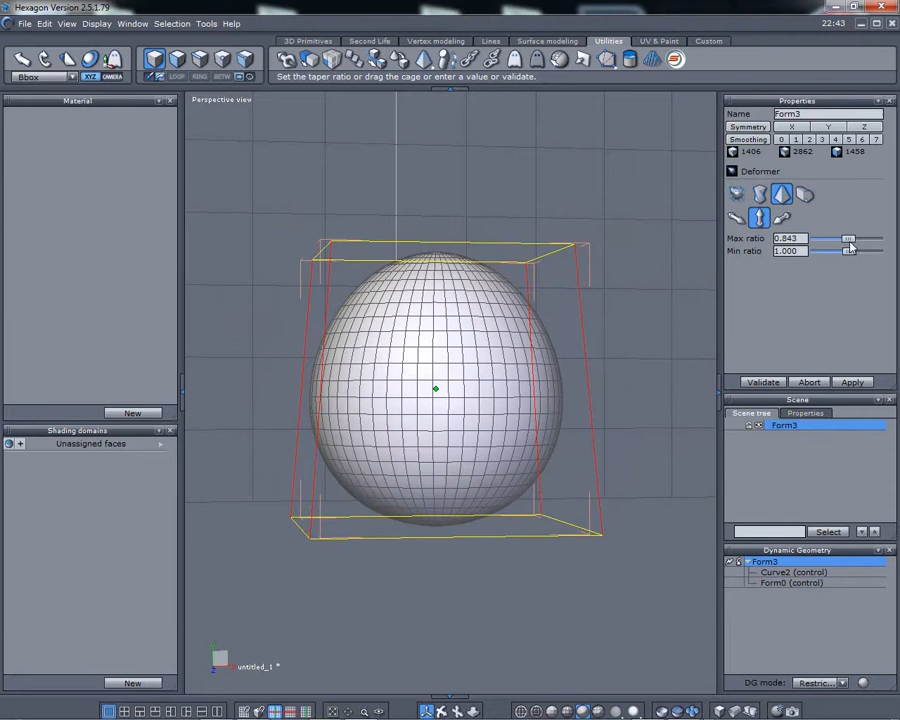 Hexagon Version 2.5.1.79
File Edit View Display Window Selection Tools Help
22:43
3D Primitives Second Life Vertex modeling Lines Surface modeling Utilities UV & Paint Custom
LOOP RING BETW
Bbox XYZ CAMERA
Set the taper ratio or drag the cage or enter a value or validate.
Material
New
Shading domains
Unassigned faces
New
Perspective view
untitled_1 *
Properties
Name Form3
Symmetry X Y Z
Smoothing 0 1 2 3 4 5 6 7
1406 2862 1458
Deformer
Max ratio 0.843
Min ratio 1.000
Validate Abort Apply
Scene
Scene tree Properties
Form3
Select
Dynamic Geometry
Form3
Curve2 (control)
Form0 (control)
DG mode: Restric...